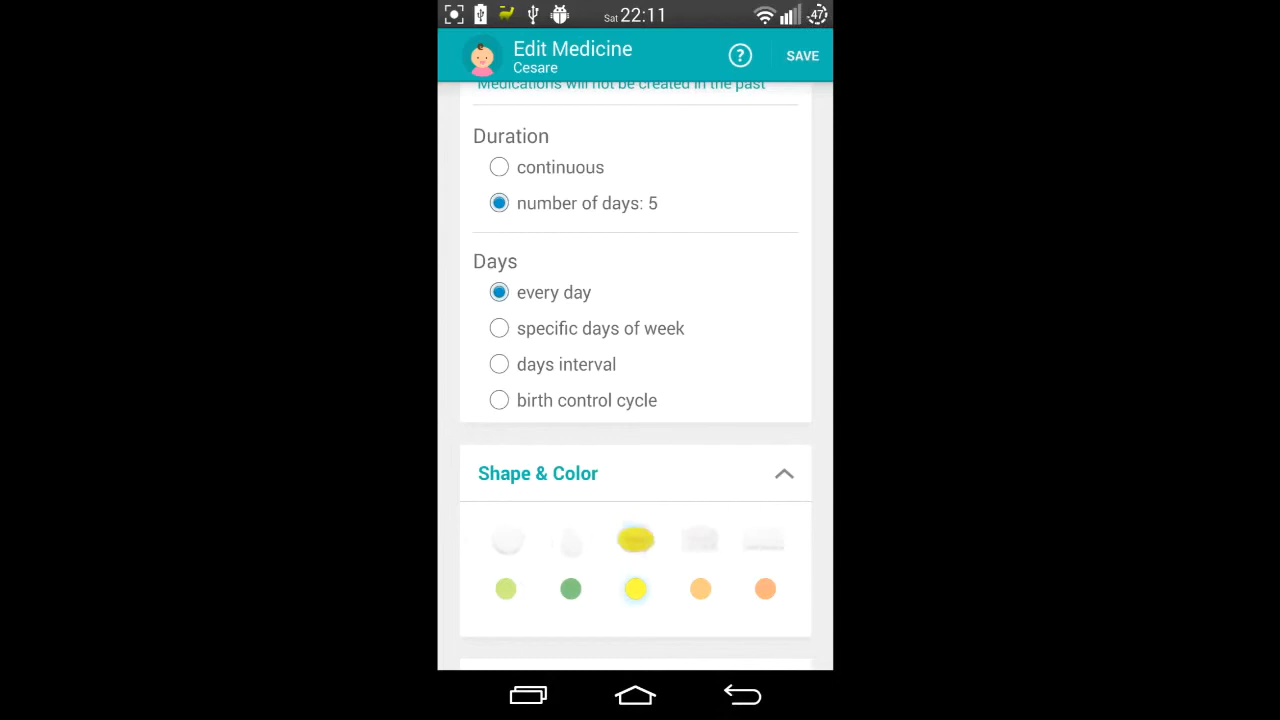 Sat 22:11
47
Edit Medicine
Cesare
? SAVE
Medications will not be created in the past
Duration
continuous
number of days: 5
Days
every day
specific days of week
days interval
birth control cycle
Shape & Color